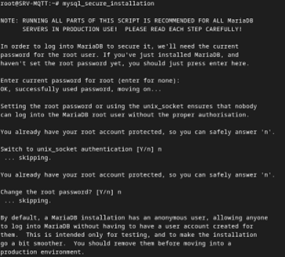 root@SRV-MQTT:~# mysql_secure_installation
NOTE: RUNNING ALL PARTS OF THIS SCRIPT IS RECOMMENDED FOR ALL MariaDB
SERVERS IN PRODUCTION USE! PLEASE READ EACH STEP CAREFULLY!
In order to log into MariaDB to secure it, we'll need the current
password for the root user. If you've just installed MariaDB, and
haven't set the root password yet, you should just press enter here.
Enter current password for root (enter for none):
OK, successfully used password, moving on...
Setting the root password or using the unix_socket ensures that nobody
can log into the MariaDB root user without the proper authorisation.
You already have your root account protected, so you can safely answer 'n'.
Switch to unix_socket authentication [Y/n] n
... skipping.
You already have your root account protected, so you can safely answer 'n'.
Change the root password? [Y/n] n
... skipping.
By default, a MariaDB installation has an anonymous user, allowing anyone
to log into MariaDB without having to have a user account created for
them. This is intended only for testing, and to make the installation
go a bit smoother. You should remove them before moving into a
production environment.